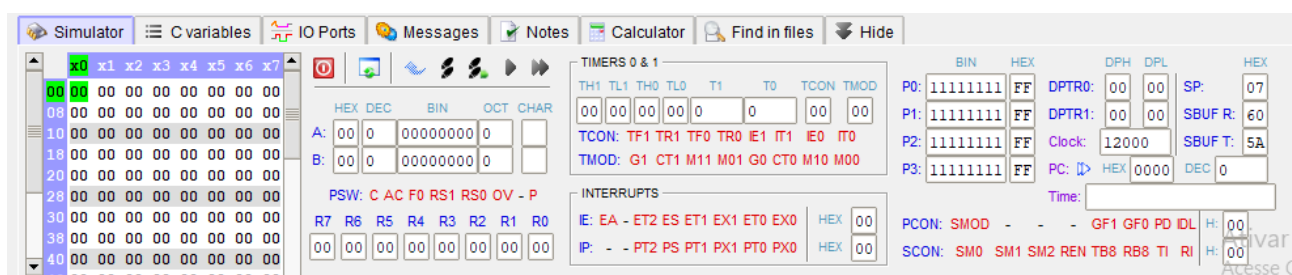 Simulator C variables IO Ports Messages Notes Calculator Find in files Hide
x0 x1 x2 x3 x4 x5 x6 x7
00 00 00 00 00 00 00 00 00
08 00 00 00 00 00 00 00 00
10 00 00 00 00 00 00 00 00
18 00 00 00 00 00 00 00 00
20 00 00 00 00 00 00 00 00
28 00 00 00 00 00 00 00 00
30 00 00 00 00 00 00 00 00
38 00 00 00 00 00 00 00 00
40 00 00 00 00 00 00 00 00
HEX DEC BIN OCT CHAR
A: 00 0 00000000 0
B: 00 0 00000000 0
PSW: C AC F0 RS1 RS0 OV - P
R7 R6 R5 R4 R3 R2 R1 R0
00 00 00 00 00 00 00 00
TIMERS 0 & 1
TH1 TL1 TH0 TL0 T1 T0 TCON TMOD
00 00 00 00 0 0 00 00
TCON: TF1 TR1 TF0 TR0 IE1 IT1 IE0 IT0
TMOD: G1 CT1 M11 M01 G0 CT0 M10 M00
INTERRUPTS
IE: EA - ET2 ES ET1 EX1 ET0 EX0 HEX 00
IP: - - PT2 PS PT1 PX1 PT0 PX0 HEX 00
BIN HEX DPH DPL HEX
P0: 11111111 FF DPTR0: 00 00 SP: 07
P1: 11111111 FF DPTR1: 00 00 SBUF R: 60
P2: 11111111 FF Clock: 12000 SBUF T: 5A
P3: 11111111 FF PC: HEX 0000 DEC 0
Time:
PCON: SMOD - - - GF1 GF0 PD IDL H: 00
SCON: SM0 SM1 SM2 REN TB8 RB8 TI RI H: 00
Ativar
Acesse